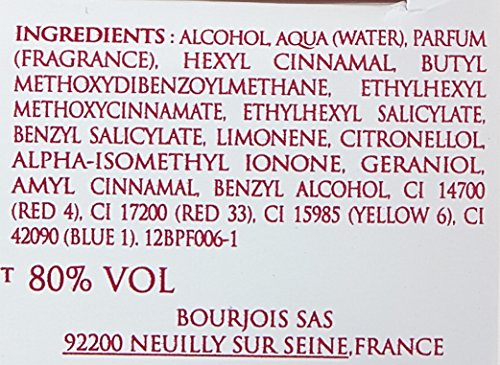 INGREDIENTS : ALCOHOL, AQUA (WATER), PARFUM
(FRAGRANCE), HEXYL CINNAMAL, BUTYL
METHOXYDIBENZOYLMETHANE, ETHYLHEXYL
METHOXYCINNAMATE, ETHYLHEXYL SALICYLATE,
BENZYL SALICYLATE, LIMONENE, CITRONELLOL,
ALPHA-ISOMETHYL IONONE, GERANIOL,
AMYL CINNAMAL, BENZYL ALCOHOL, CI 14700
(RED 4), CI 17200 (RED 33), CI 15985 (YELLOW 6), CI
42090 (BLUE 1). 12BPF006-1
T 80% VOL
BOURJOIS SAS
92200 NEUILLY SUR SEINE,FRANCE